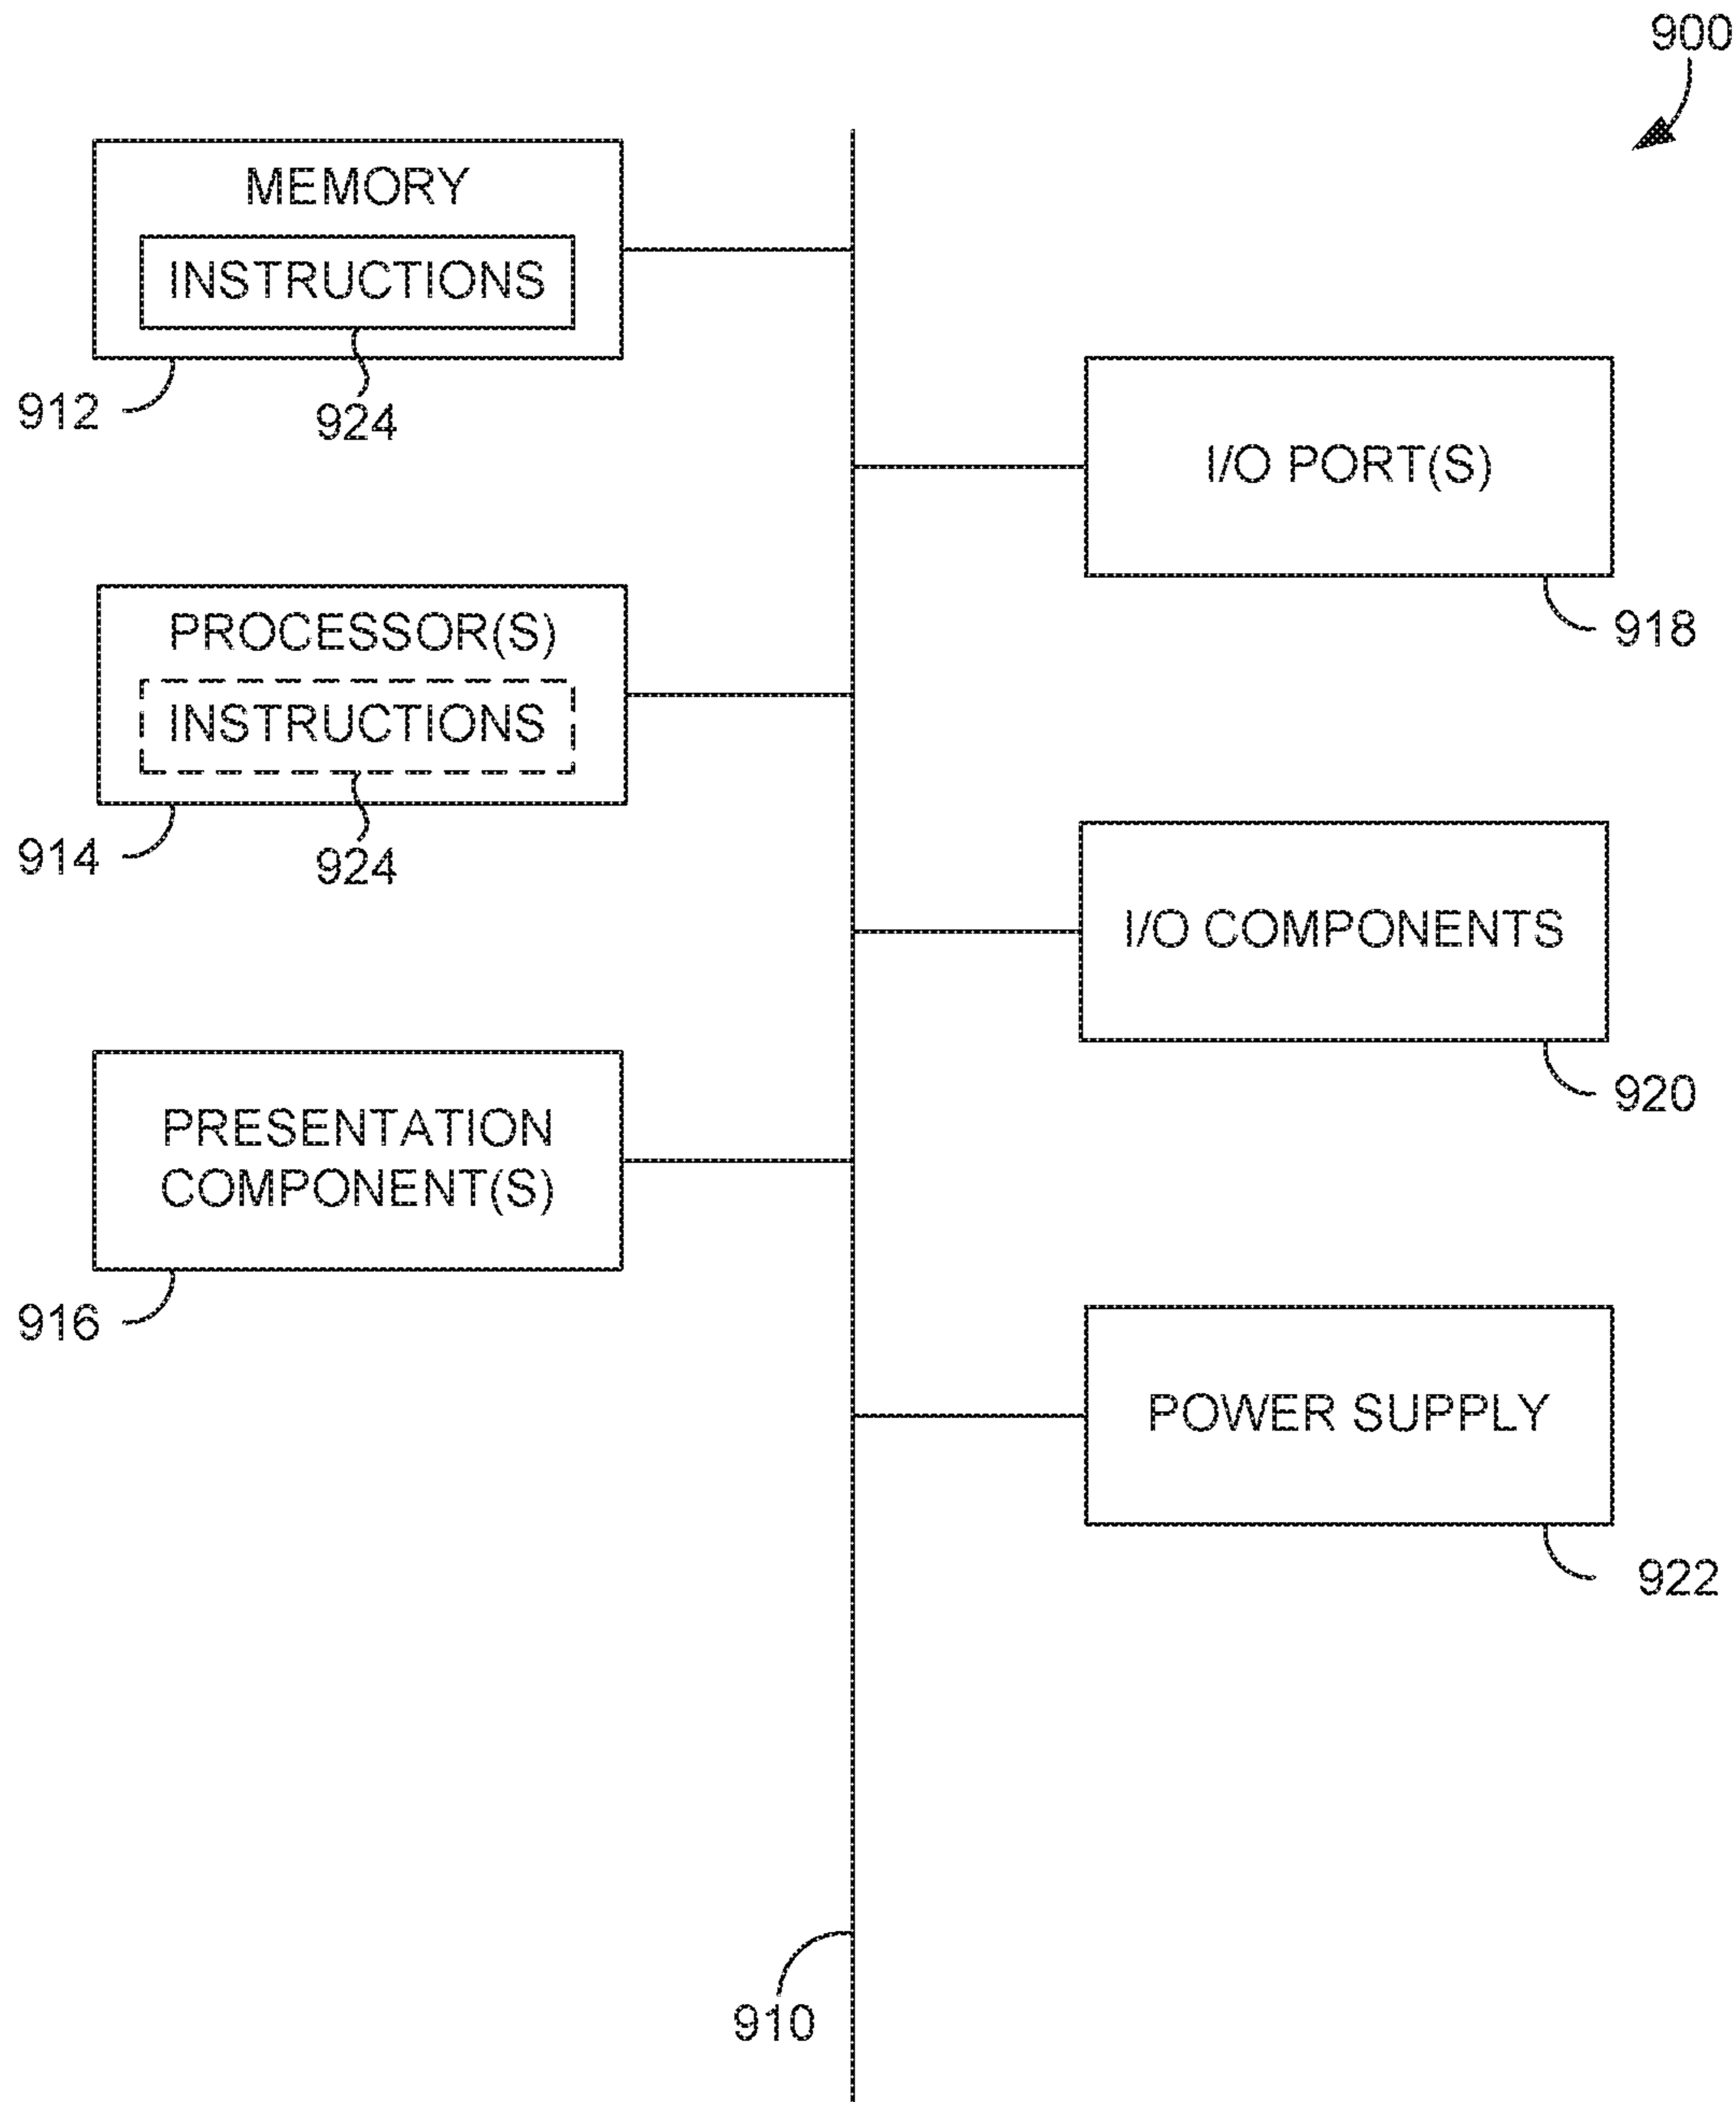 900
MEMORY
INSTRUCTIONS
912
924
I/O PORT(S)
918
PROCESSOR(S)
INSTRUCTIONS
914
924
I/O COMPONENTS
920
PRESENTATION
COMPONENT(S)
916
POWER SUPPLY
922
910